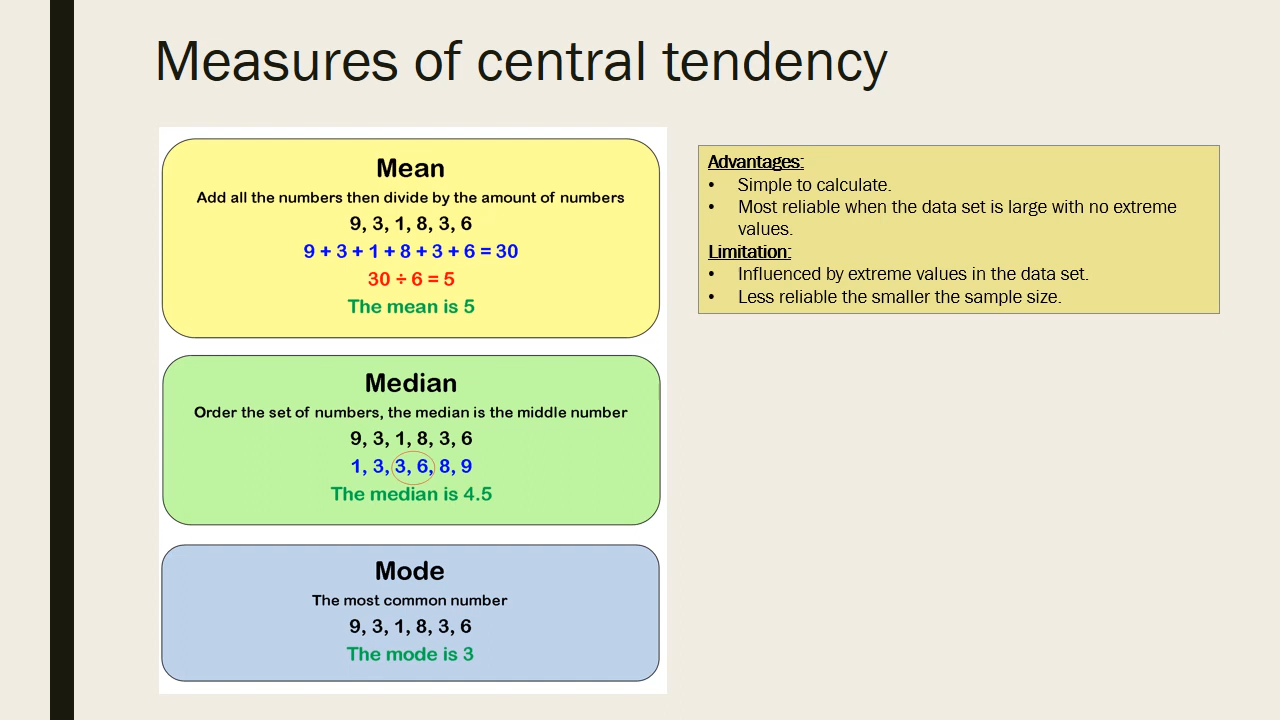 Measures of central tendency
Mean
Add all the numbers then divide by the amount of numbers
9, 3, 1, 8, 3, 6
9 + 3 + 1 + 8 + 3 + 6 = 30
30 ÷ 6 = 5
The mean is 5
Median
Order the set of numbers, the median is the middle number
9, 3, 1, 8, 3, 6
1, 3, 3, 6, 8, 9
The median is 4.5
Mode
The most common number
9, 3, 1, 8, 3, 6
The mode is 3
Advantages:
• Simple to calculate.
• Most reliable when the data set is large with no extreme
values.
Limitation:
• Influenced by extreme values in the data set.
• Less reliable the smaller the sample size.